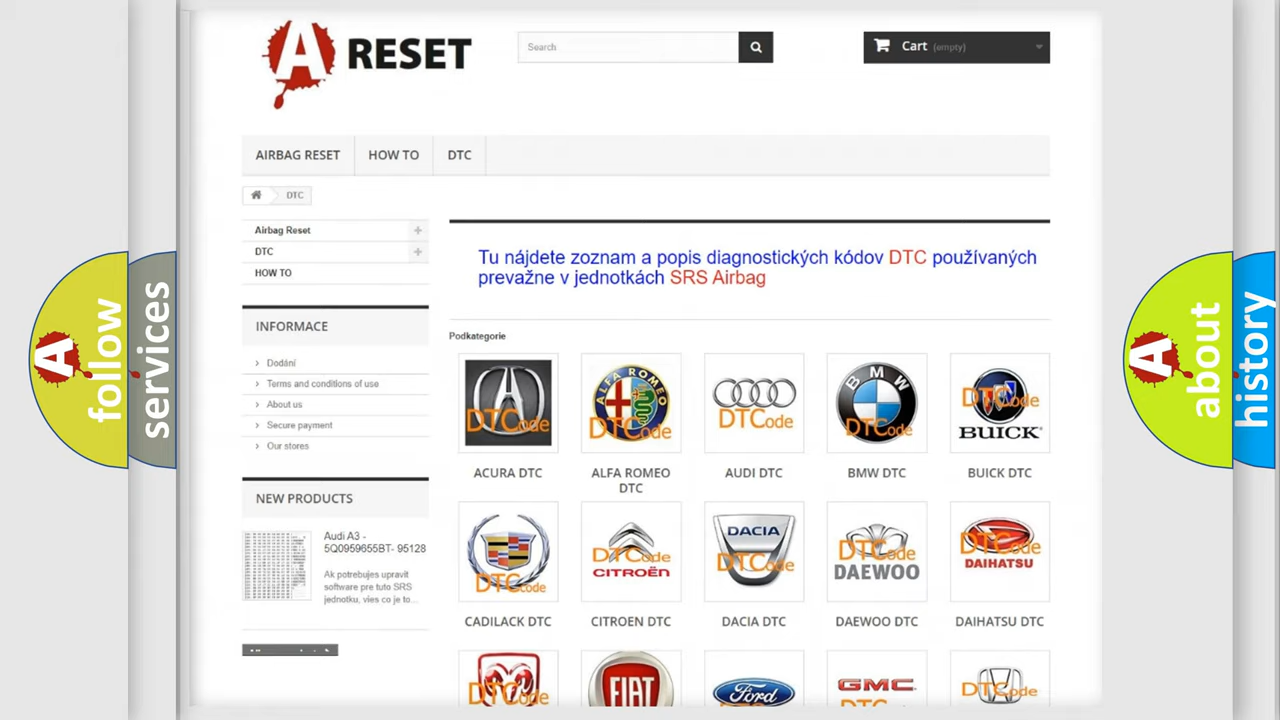 A RESET
Search
Cart (empty)
AIRBAG RESET
HOW TO
DTC
DTC
Airbag Reset
DTC
HOW TO
Tu nájdete zoznam a popis diagnostických kódov DTC používaných
prevažne v jednotkách SRS Airbag
INFORMACE
Dodání
Terms and conditions of use
About us
Secure payment
Our stores
Podkategorie
DTCode
ALFA ROMEO
DTCode
DTCode
BMW
DTCode
DTCode
BUICK
ACURA DTC
ALFA ROMEO
DTC
AUDI DTC
BMW DTC
BUICK DTC
NEW PRODUCTS
Audi A3 -
5Q0959655BT- 95128
Ak potrebujes upravit
software pre tuto SRS
jednotku, vies co je to...
DTCode
DTCode
CITROËN
DACIA
DTCode
DTCode
DAEWOO
DTCode
DAIHATSU
CADILACK DTC
CITROEN DTC
DACIA DTC
DAEWOO DTC
DAIHATSU DTC
DTCode
FIAT
Ford
GMC
DTCode
A follow
services
A about
history